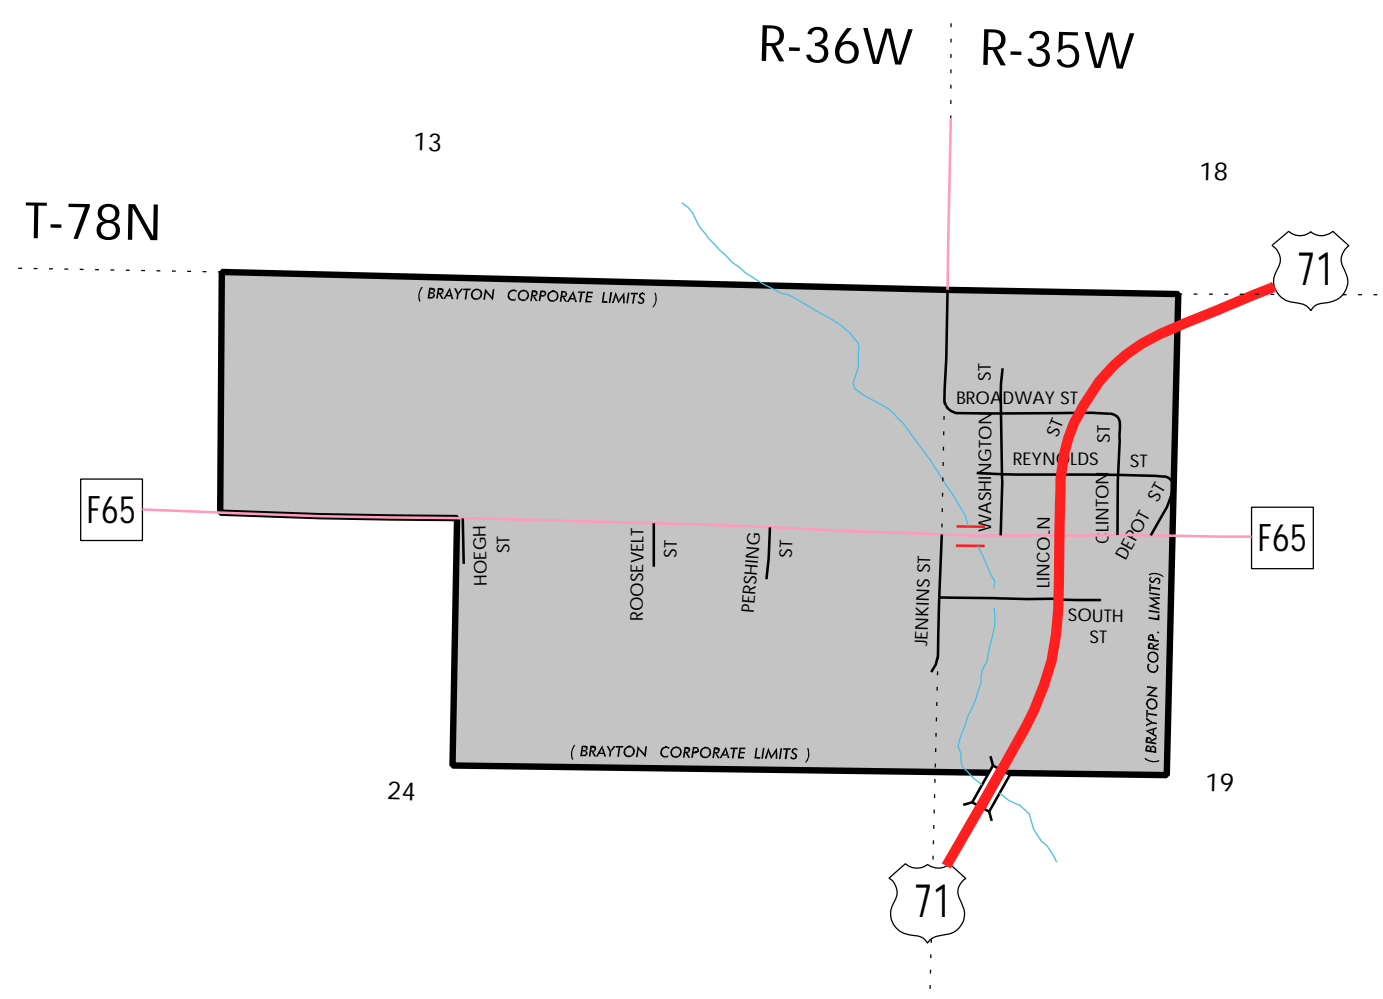 R-36W
R-35W
13
18
T-78N
71
( BRAYTON CORPORATE LIMITS )
WASHINGTON ST
BROADWAY ST
LINCOLN ST
CLINTON ST
REYNOLDS ST
DEPOT ST
F65
F65
HOEGH ST
ROOSEVELT ST
PERSHING ST
JENKINS ST
SOUTH
ST
( BRAYTON CORP. LIMITS)
( BRAYTON CORPORATE LIMITS )
24
19
71